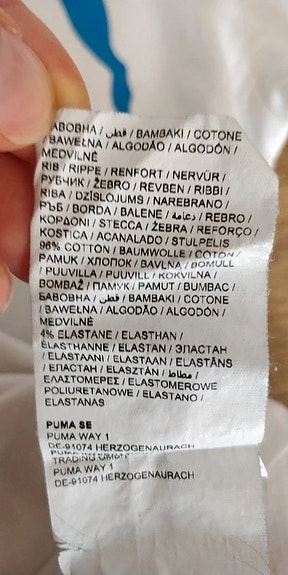 БАВОВНА / قطن / BAMBAKI / COTONE
/ BAWEŁNA / ALGODÃO / ALGODÓN /
MEDVILNĖ
RIB / RIPPE / RENFORT / NERVÚR /
РУБЧИК / ŽEBRO / REVBEN / RIBBI /
RIBA / DZĪSLOJUMS / NAREBRANO /
РЪБ / BORDA / BALENE / دعامة / REBRO /
ΚΟΡΔΟΝΙ / STECCA / ŻEBRA / REFORÇO /
KOSTICA / ACANALADO / STULPELIS
96% COTTON / BAUMWOLLE / COTON /
PAMUK / ХЛОПОК / BAVLNA / BOMULL
/ PUUVILLA / PUUVILL / KOKVILNA /
BOMBAŽ / ПАМУК / PAMUT / BUMBAC /
БАВОВНА / قطن / BAMBAKI / COTONE
/ BAWEŁNA / ALGODÃO / ALGODÓN /
MEDVILNĖ
4% ELASTANE / ELASTHAN /
ÉLASTHANNE / ELASTAN / ЭЛАСТАН
/ ELASTAANI / ELASTAAN / ELASTĀNS
/ ЕЛАСТАН / ELASZTÁN / مطاط /
ΕΛΑΣΤΟΜΕΡΕΣ / ELASTOMEROWE
POLIURETANOWE / ELASTANO /
ELASTANAS
PUMA SE
PUMA WAY 1
DE-91074 HERZOGENAURACH
TRADING
PUMA WAY 1
DE-91074 HERZOGENAURACH